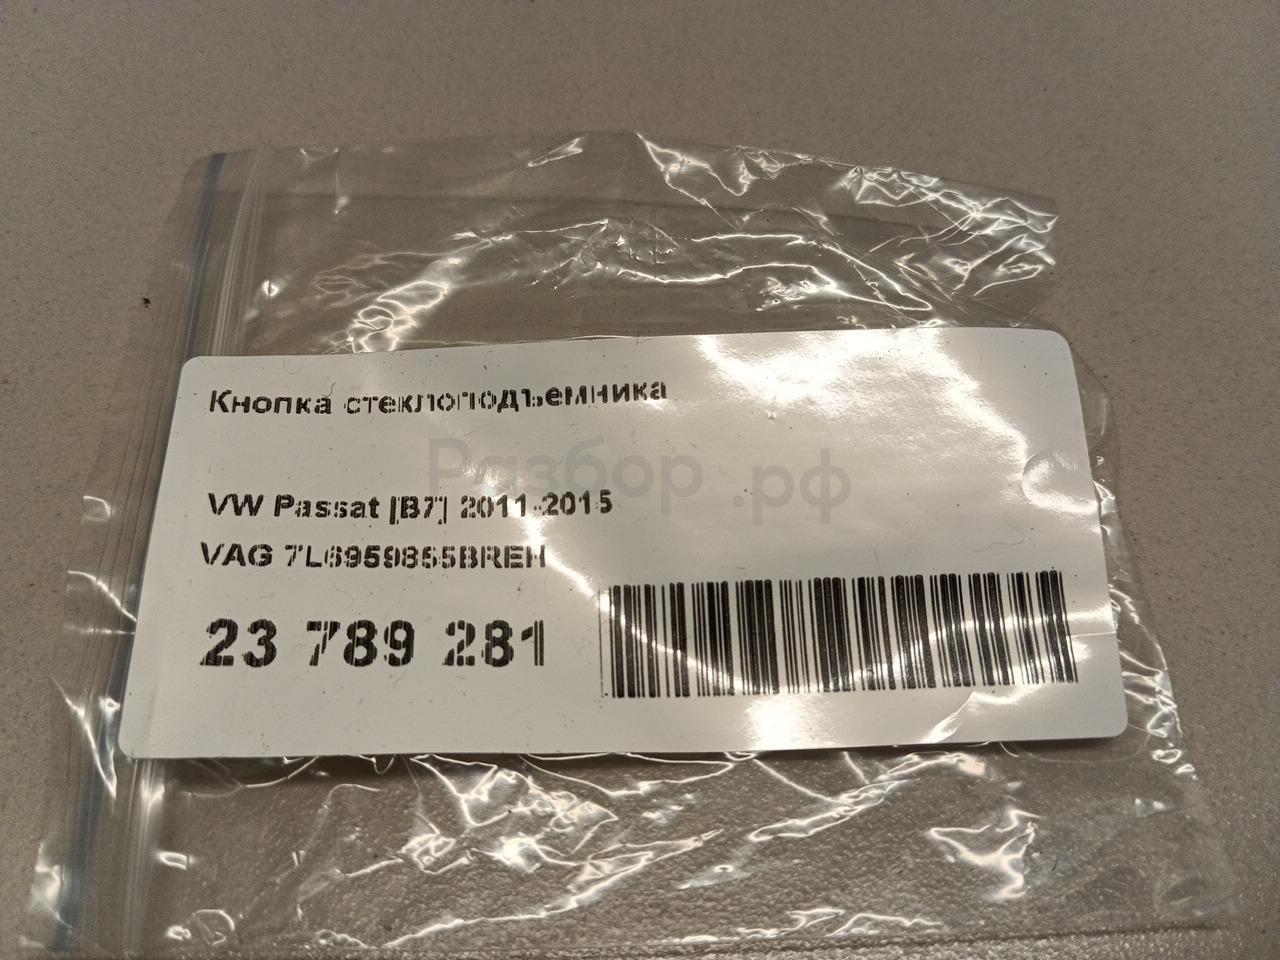 Кнопка стеклоподъемника
Разбор.рф
VW Passat [B7] 2011-2015
VAG 7L6959855BREH
23 789 281